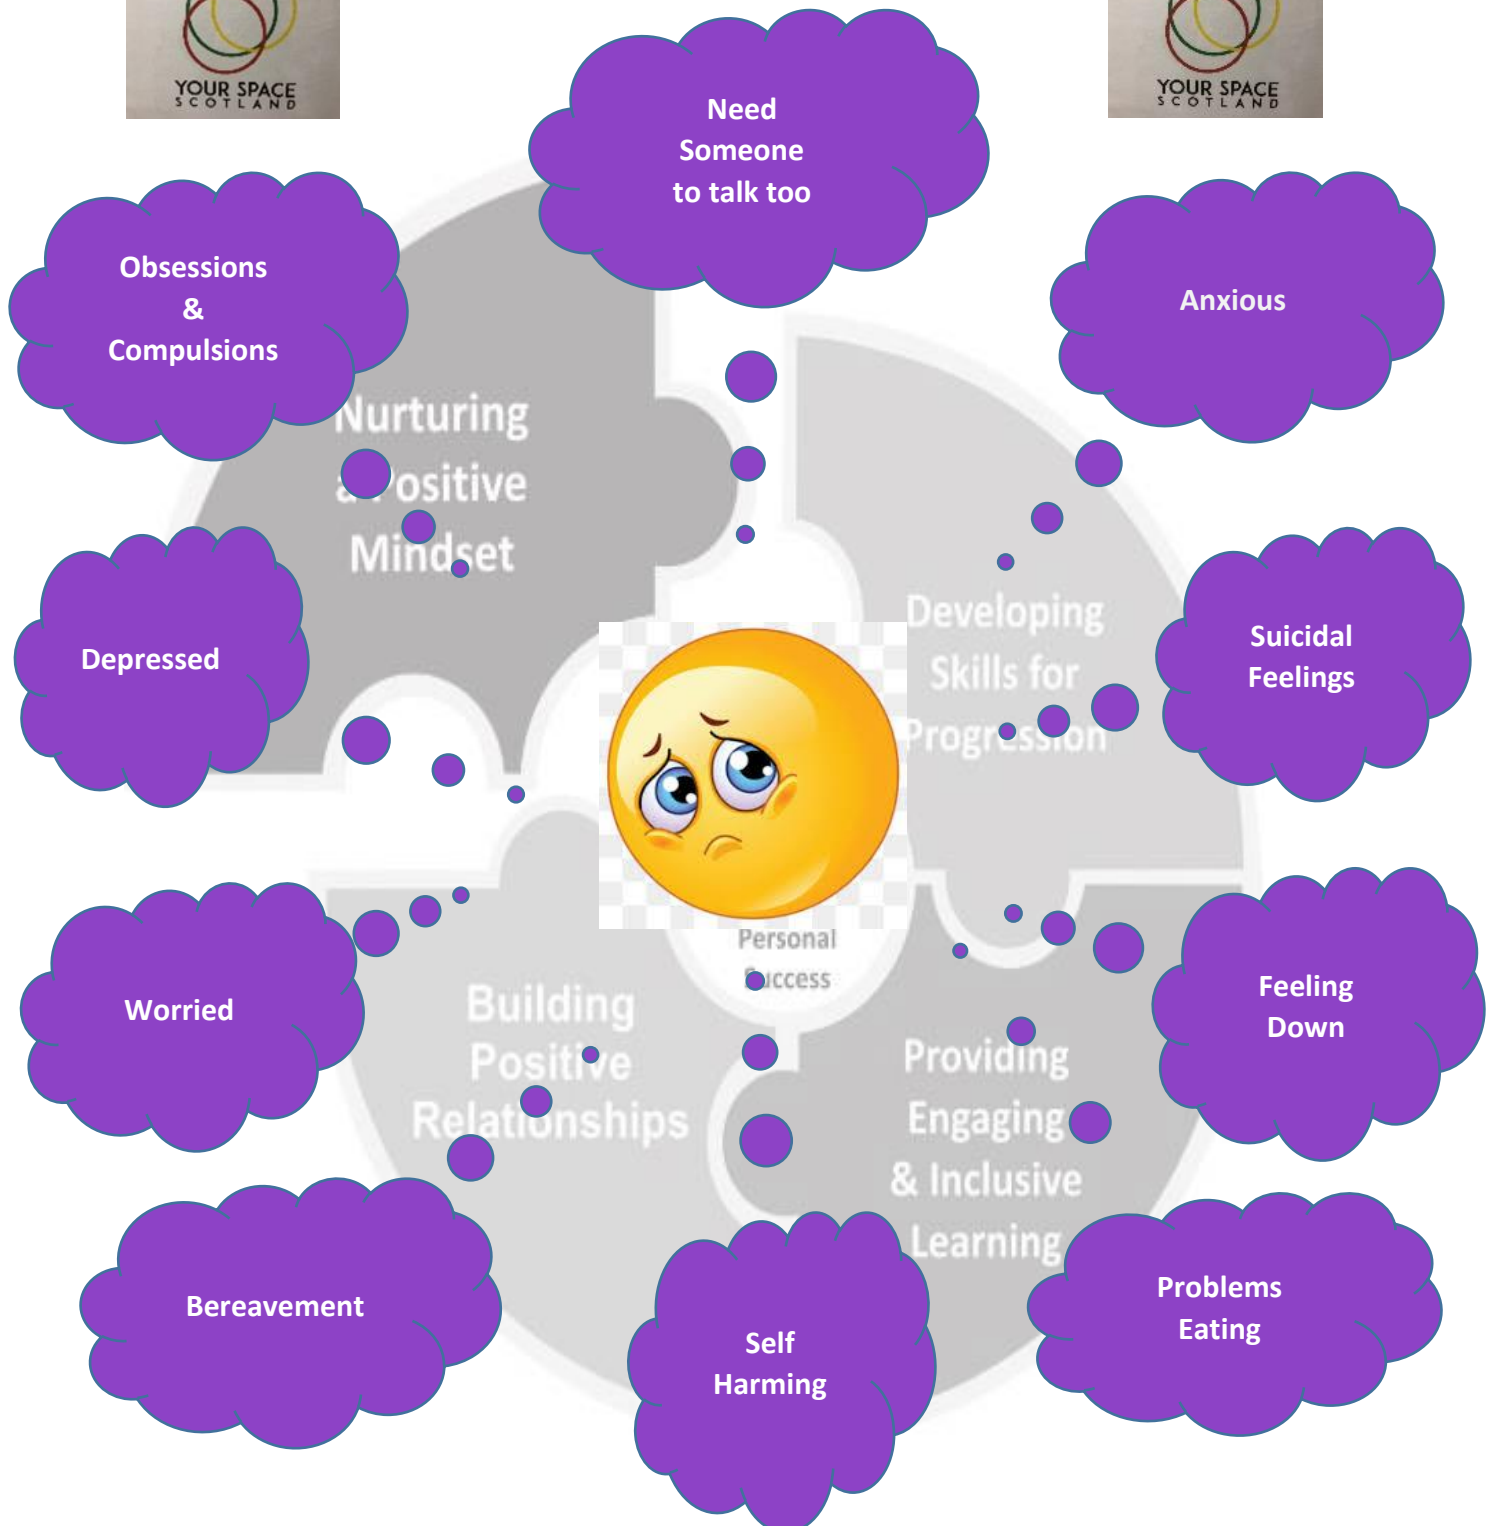 YOUR SPACE
SCOTLAND
YOUR SPACE
SCOTLAND
Need
Someone
to talk too
Obsessions
&
Compulsions
Anxious
Nurturing
a Positive
Mindset
Depressed
Developing
Skills for
Progression
Suicidal
Feelings
Personal
Success
Worried
Building
Positive
Relationships
Feeling
Down
Providing
Engaging
& Inclusive
Learning
Bereavement
Self
Harming
Problems
Eating